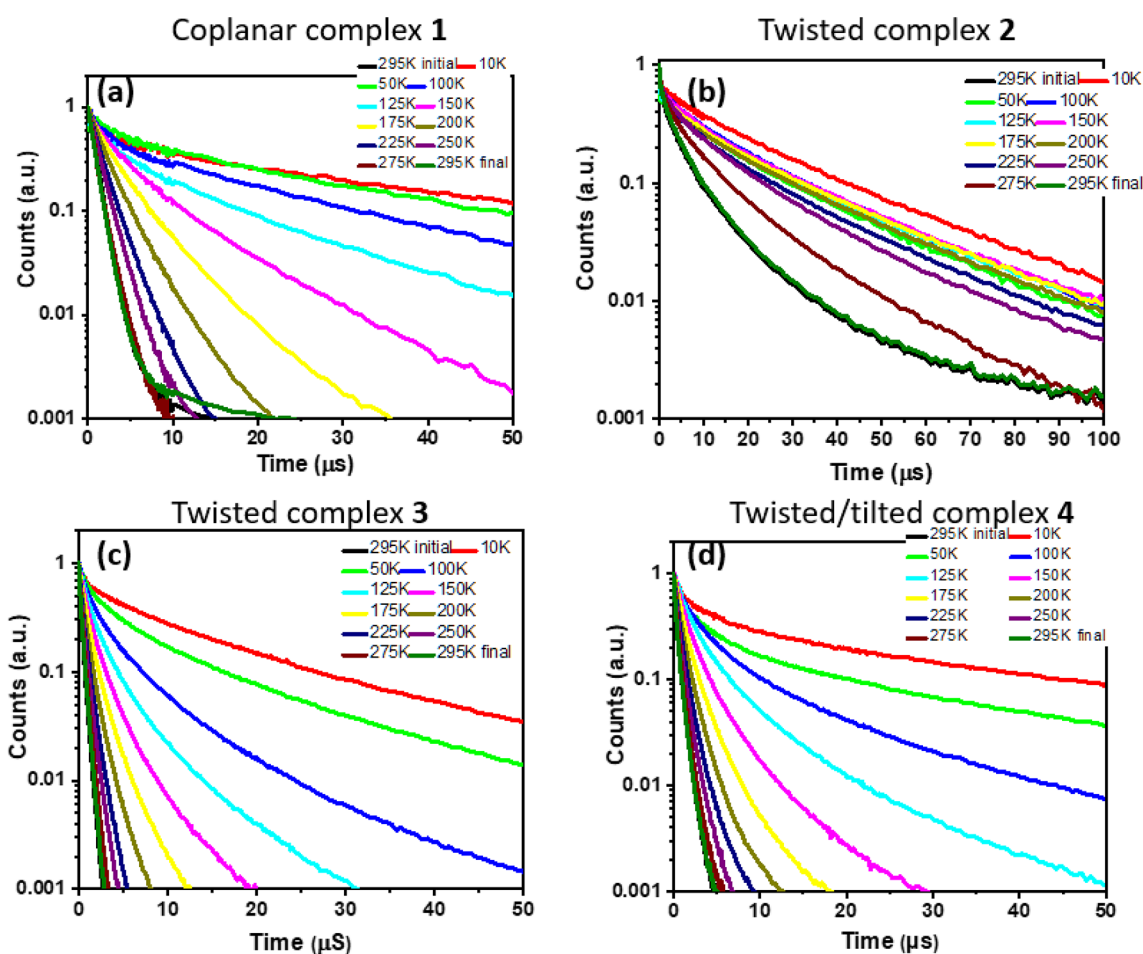 Coplanar complex 1
(a)
295K initial 10K
50K 100K
125K 150K
175K 200K
225K 250K
275K 295K final
Counts (a.u.)
1
0.1
0.01
0.001
0 10 20 30 40 50
Time (μs)
Twisted complex 2
(b)
295K initial 10K
50K 100K
125K 150K
175K 200K
225K 250K
275K 295K final
Counts (a.u.)
1
0.1
0.01
0.001
0 10 20 30 40 50 60 70 80 90 100
Time (μs)
Twisted complex 3
(c)
295K initial 10K
50K 100K
125K 150K
175K 200K
225K 250K
275K 295K final
Counts (a.u.)
1
0.1
0.01
0.001
0 10 20 30 40 50
Time (μS)
Twisted/tilted complex 4
(d)
295K initial 10K
50K 100K
125K 150K
175K 200K
225K 250K
275K 295K final
Counts (a.u.)
1
0.1
0.01
0.001
0 10 20 30 40 50
Time (μs)